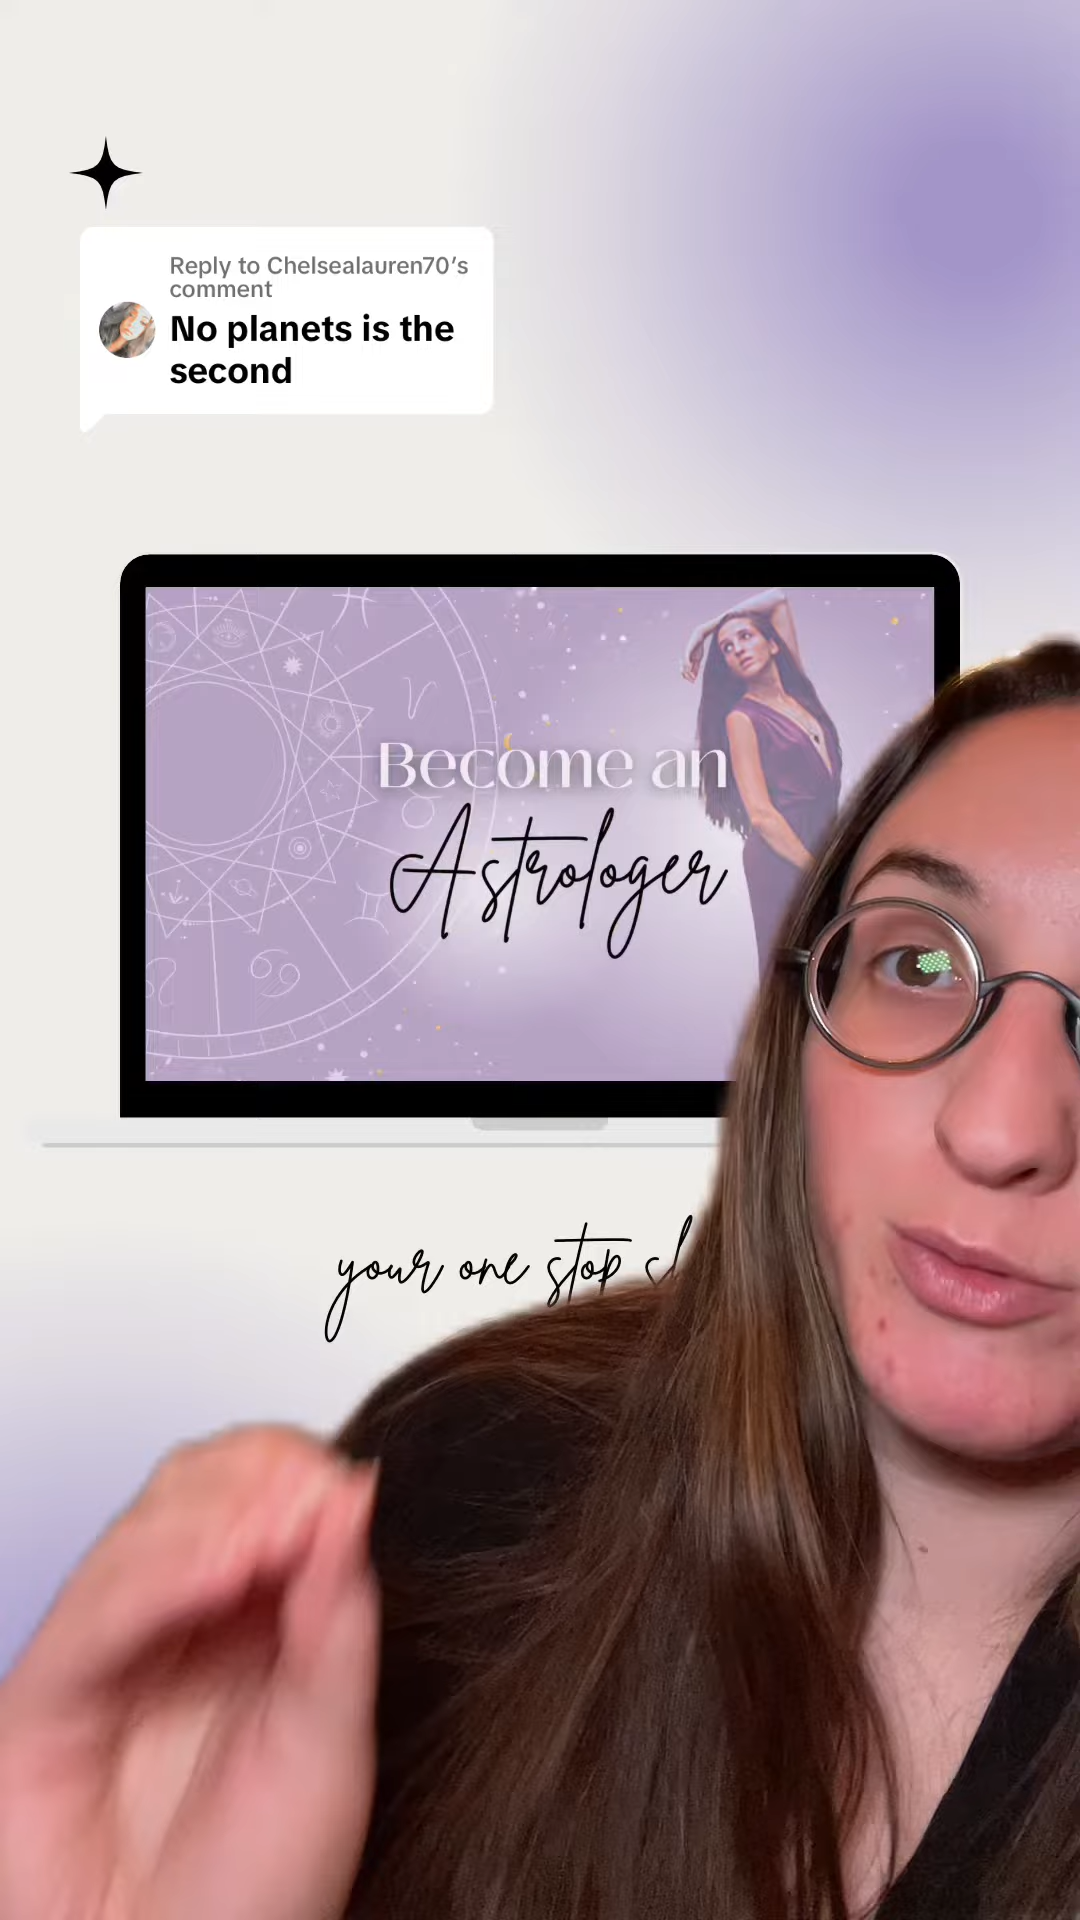 Reply to Chelsealauren70's
comment
No planets is the
second
Become an
Astrologer
your one stop